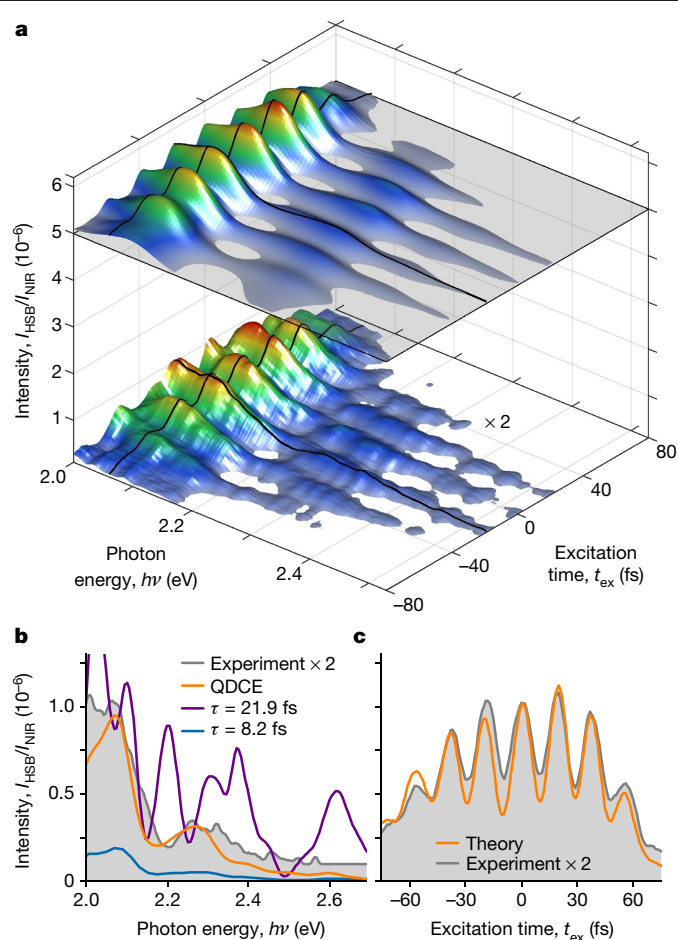 a
6
5
4
3
2
1
Intensity, I_HSB/I_NIR (10⁻⁶)
× 2
2.0
2.2
2.4
Photon
energy, hν (eV)
80
40
0
−40
−80
Excitation
time, t_ex (fs)
b
Experiment × 2
QDCE
τ = 21.9 fs
τ = 8.2 fs
1.0
0.5
0
Intensity, I_HSB/I_NIR (10⁻⁶)
2.0 2.2 2.4 2.6
Photon energy, hν (eV)
c
Theory
Experiment × 2
−60 −30 0 30 60
Excitation time, t_ex (fs)